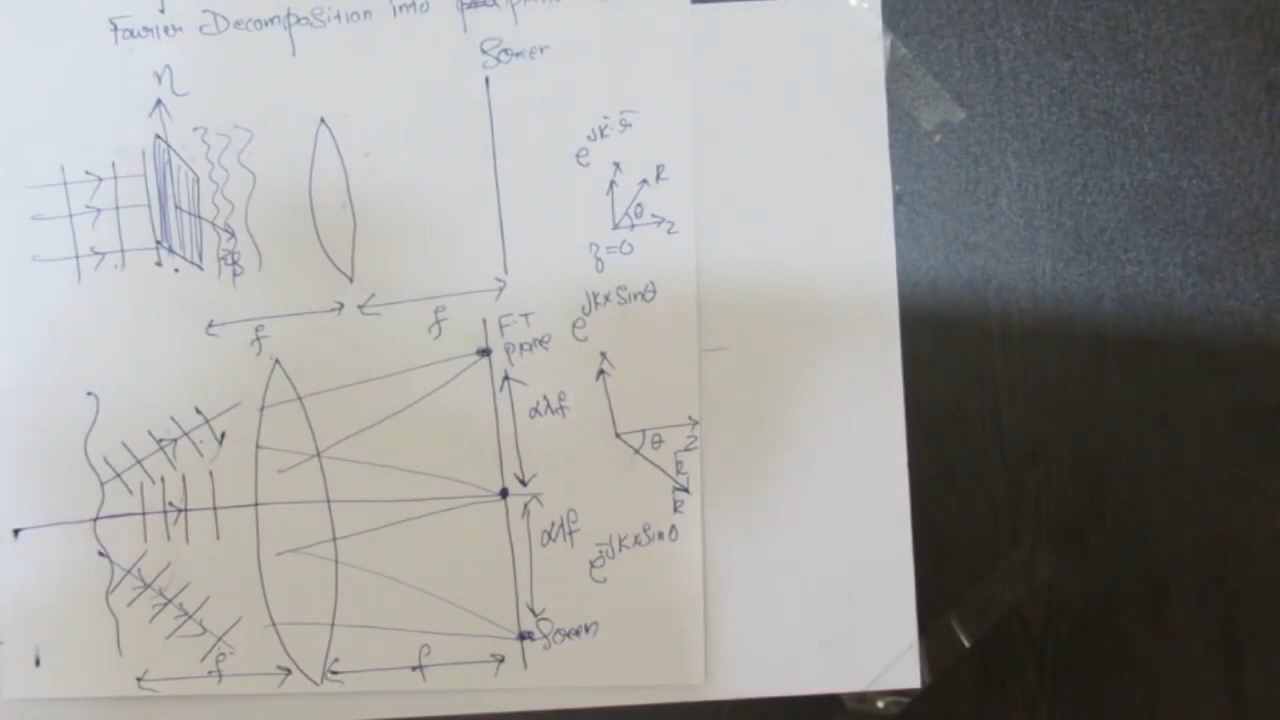 Fourier Decomposition into
Screen
η
e^{jk̄·r̄}
k
θ
z
z=0
f
f
F.T
plane
e^{jkx sinθ}
αλf
x
θ
z
k
αλf
e^{-jkx sinθ}
Screen
f
f